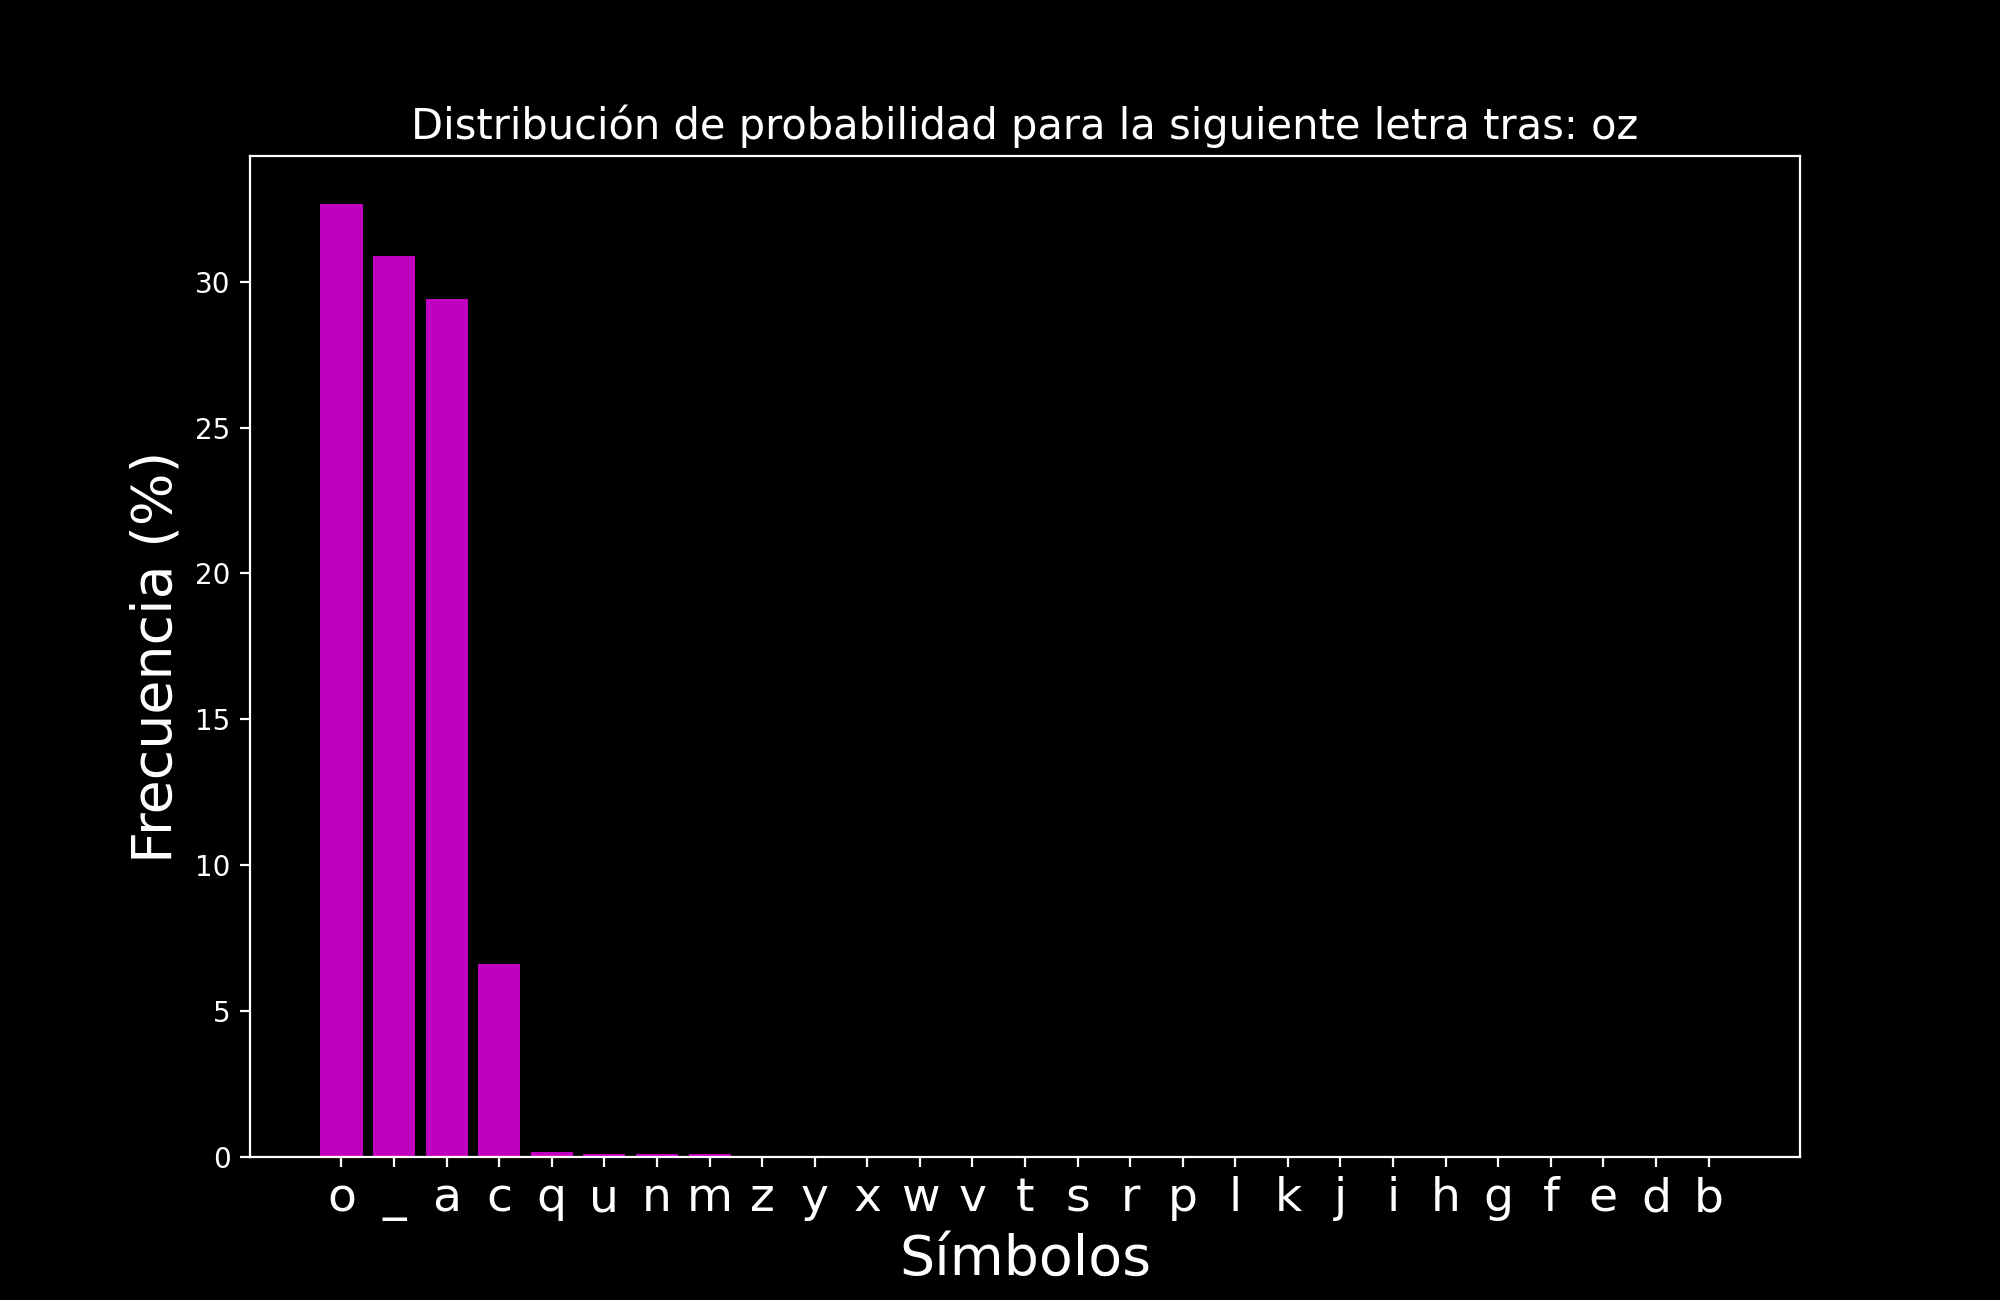 Distribución de probabilidad para la siguiente letra tras: oz
Frecuencia (%)
30
25
20
15
10
5
0
o _ a c q u n m z y x w v t s r p l k j i h g f e d b
Símbolos